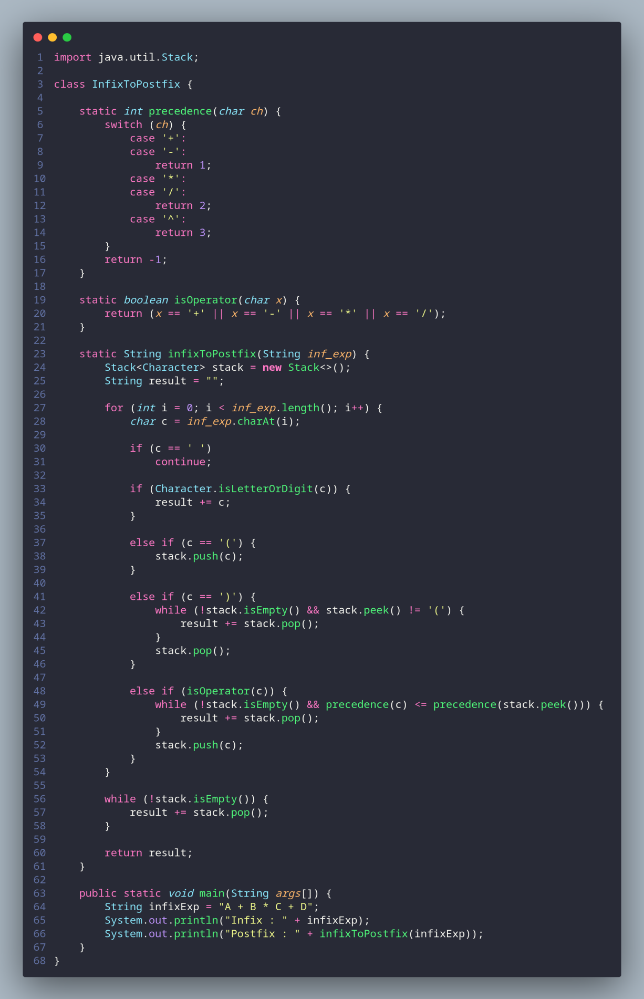 1 import java.util.Stack;
2
3 class InfixToPostfix {
4
5     static int precedence(char ch) {
6         switch (ch) {
7             case '+':
8             case '-':
9                 return 1;
10             case '*':
11             case '/':
12                 return 2;
13             case '^':
14                 return 3;
15         }
16         return -1;
17     }
18
19     static boolean isOperator(char x) {
20         return (x == '+' || x == '-' || x == '*' || x == '/');
21     }
22
23     static String infixToPostfix(String inf_exp) {
24         Stack<Character> stack = new Stack<>();
25         String result = "";
26
27         for (int i = 0; i < inf_exp.length(); i++) {
28             char c = inf_exp.charAt(i);
29
30             if (c == ' ')
31                 continue;
32
33             if (Character.isLetterOrDigit(c)) {
34                 result += c;
35             }
36
37             else if (c == '(') {
38                 stack.push(c);
39             }
40
41             else if (c == ')') {
42                 while (!stack.isEmpty() && stack.peek() != '(') {
43                     result += stack.pop();
44                 }
45                 stack.pop();
46             }
47
48             else if (isOperator(c)) {
49                 while (!stack.isEmpty() && precedence(c) <= precedence(stack.peek())) {
50                     result += stack.pop();
51                 }
52                 stack.push(c);
53             }
54         }
55
56         while (!stack.isEmpty()) {
57             result += stack.pop();
58         }
59
60         return result;
61     }
62
63     public static void main(String args[]) {
64         String infixExp = "A + B * C + D";
65         System.out.println("Infix : " + infixExp);
66         System.out.println("Postfix : " + infixToPostfix(infixExp));
67     }
68 }